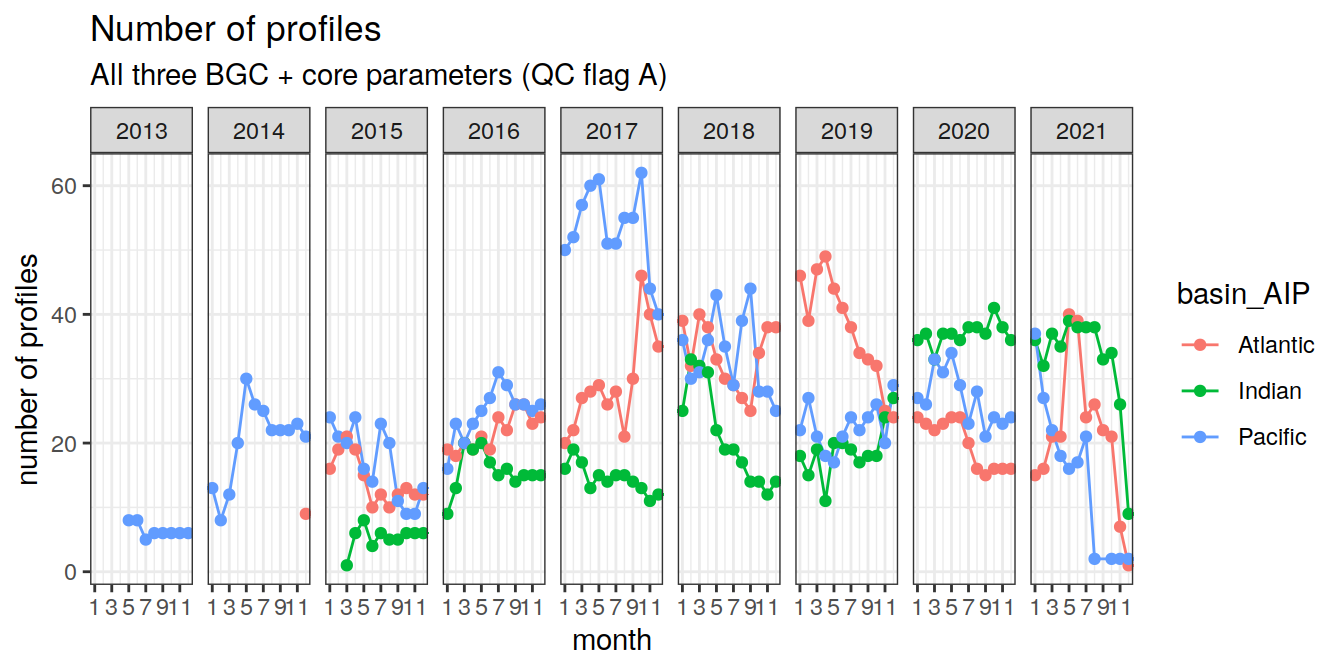 Number of profiles
All three BGC + core parameters (QC flag A)
2013 2014 2015 2016 2017 2018 2019 2020 2021
60
40
20
0
number of profiles
1 3 5 7 9 11 1 3 5 7 9 11 1 3 5 7 9 11 1 3 5 7 9 11 1 3 5 7 9 11 1 3 5 7 9 11 1 3 5 7 9 11 1 3 5 7 9 11 1 3 5 7 9 11
month
basin_AIP
Atlantic
Indian
Pacific